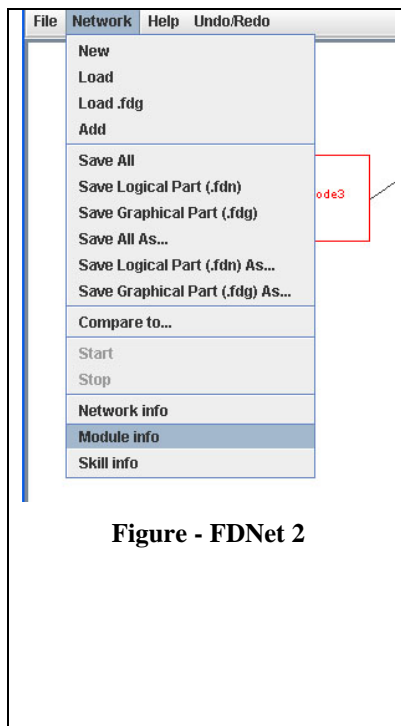 File Network Help Undo/Redo
New
Load
Load .fdg
Add
Save All
Save Logical Part (.fdn)
ode3
Save Graphical Part (.fdg)
Save All As...
Save Logical Part (.fdn) As...
Save Graphical Part (.fdg) As...
Compare to...
Start
Stop
Network info
Module info
Skill info
Figure - FDNet 2